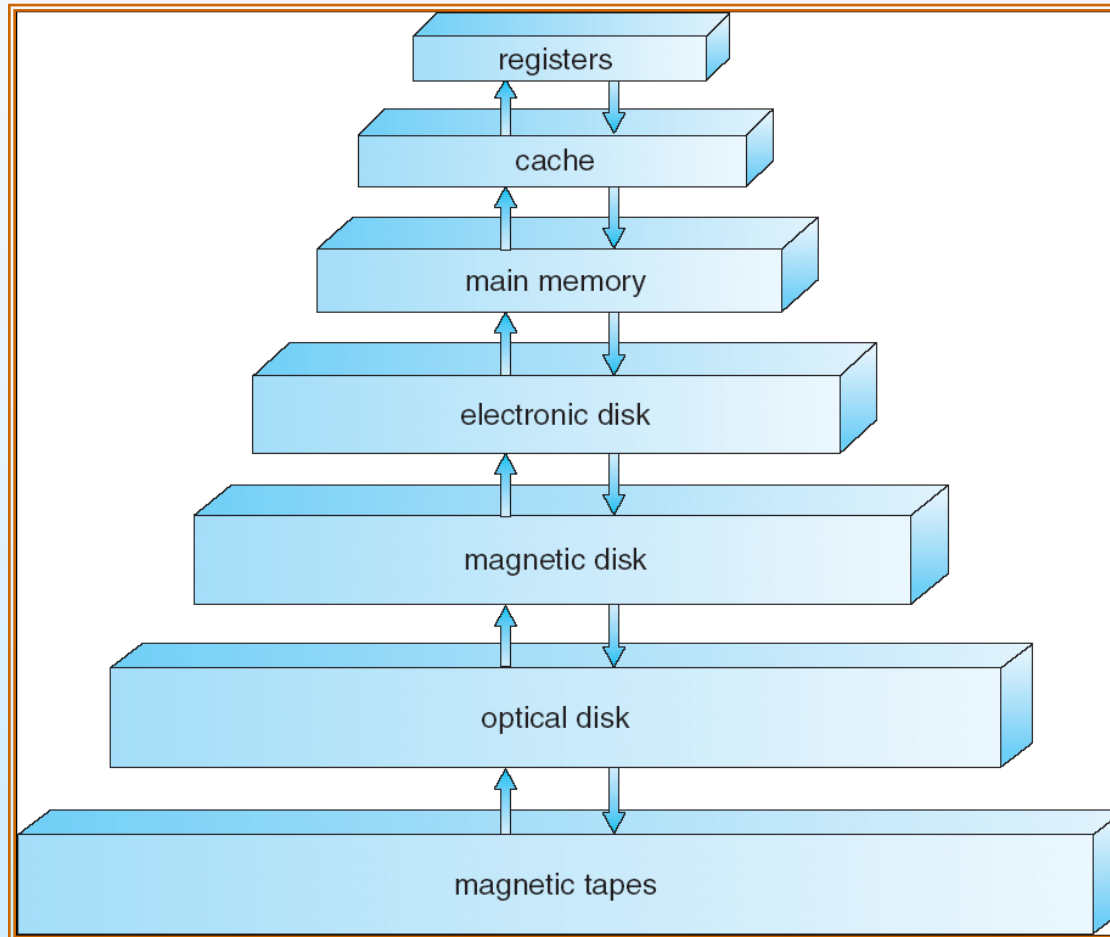 registers
cache
main memory
electronic disk
magnetic disk
optical disk
magnetic tapes